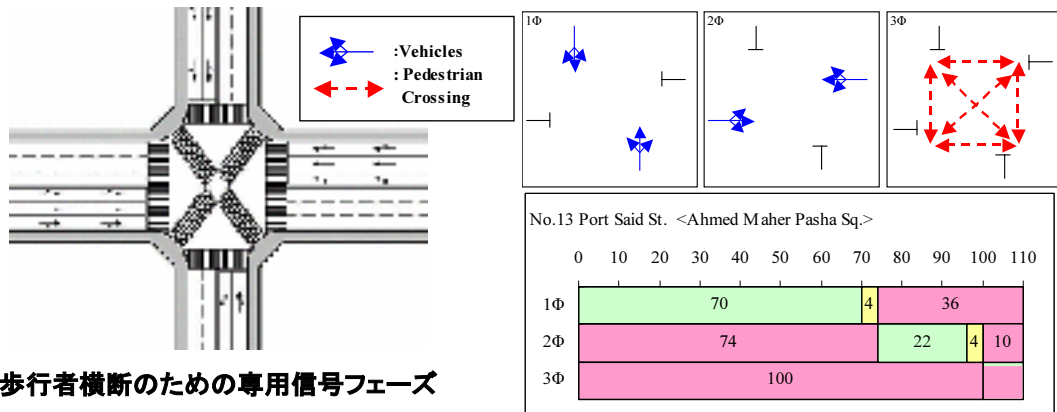 :Vehicles
: Pedestrian
Crossing
1Φ
2Φ
3Φ
No.13 Port Said St. <Ahmed Maher Pasha Sq.>
0 10 20 30 40 50 60 70 80 90 100 110
1Φ 70 4 36
2Φ 74 22 4 10
3Φ 100
歩行者横断のための専用信号フェーズ